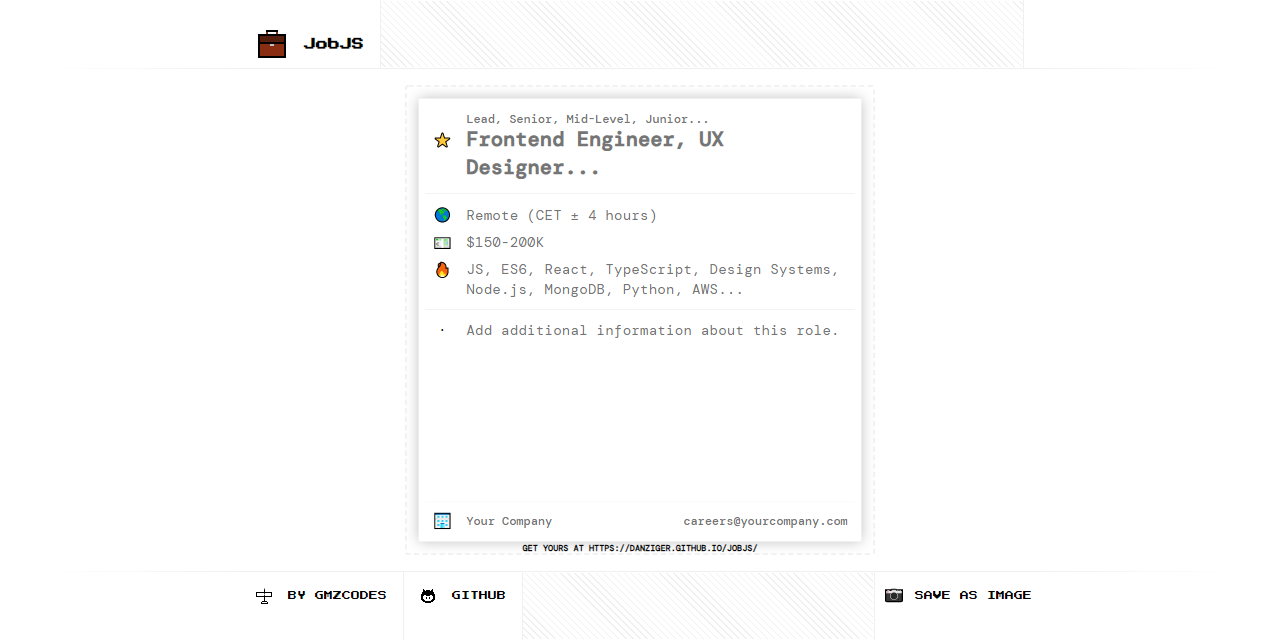 JobJS
Lead, Senior, Mid-Level, Junior...
Frontend Engineer, UX
Designer...
Remote (CET ± 4 hours)
$150-200K
JS, ES6, React, TypeScript, Design Systems,
Node.js, MongoDB, Python, AWS...
· Add additional information about this role.
Your Company careers@yourcompany.com
GET YOURS AT HTTPS://DANZIGER.GITHUB.IO/JOBJS/
BY GMZCODES GITHUB SAVE AS IMAGE